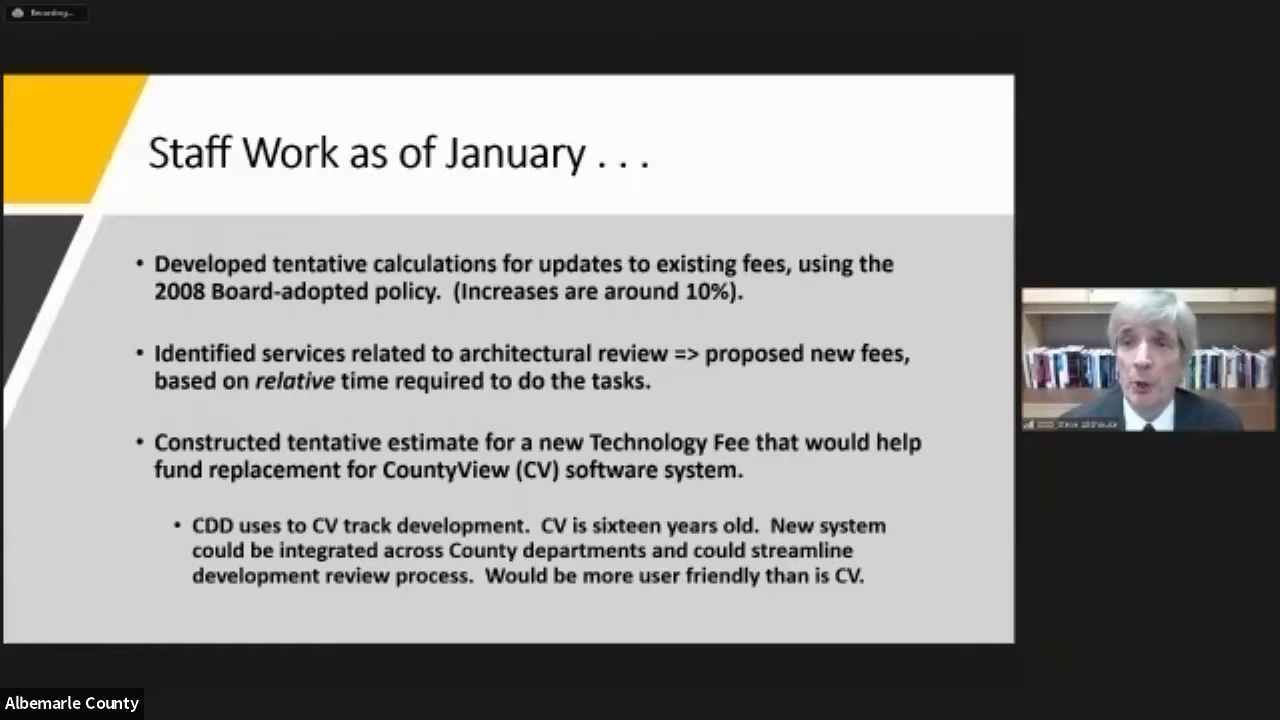 Recording...
Staff Work as of January . . .
• Developed tentative calculations for updates to existing fees, using the
2008 Board-adopted policy. (Increases are around 10%).
• Identified services related to architectural review => proposed new fees,
based on relative time required to do the tasks.
• Constructed tentative estimate for a new Technology Fee that would help
fund replacement for CountyView (CV) software system.
• CDD uses to CV track development. CV is sixteen years old. New system
could be integrated across County departments and could streamline
development review process. Would be more user friendly than is CV.
Albemarle County